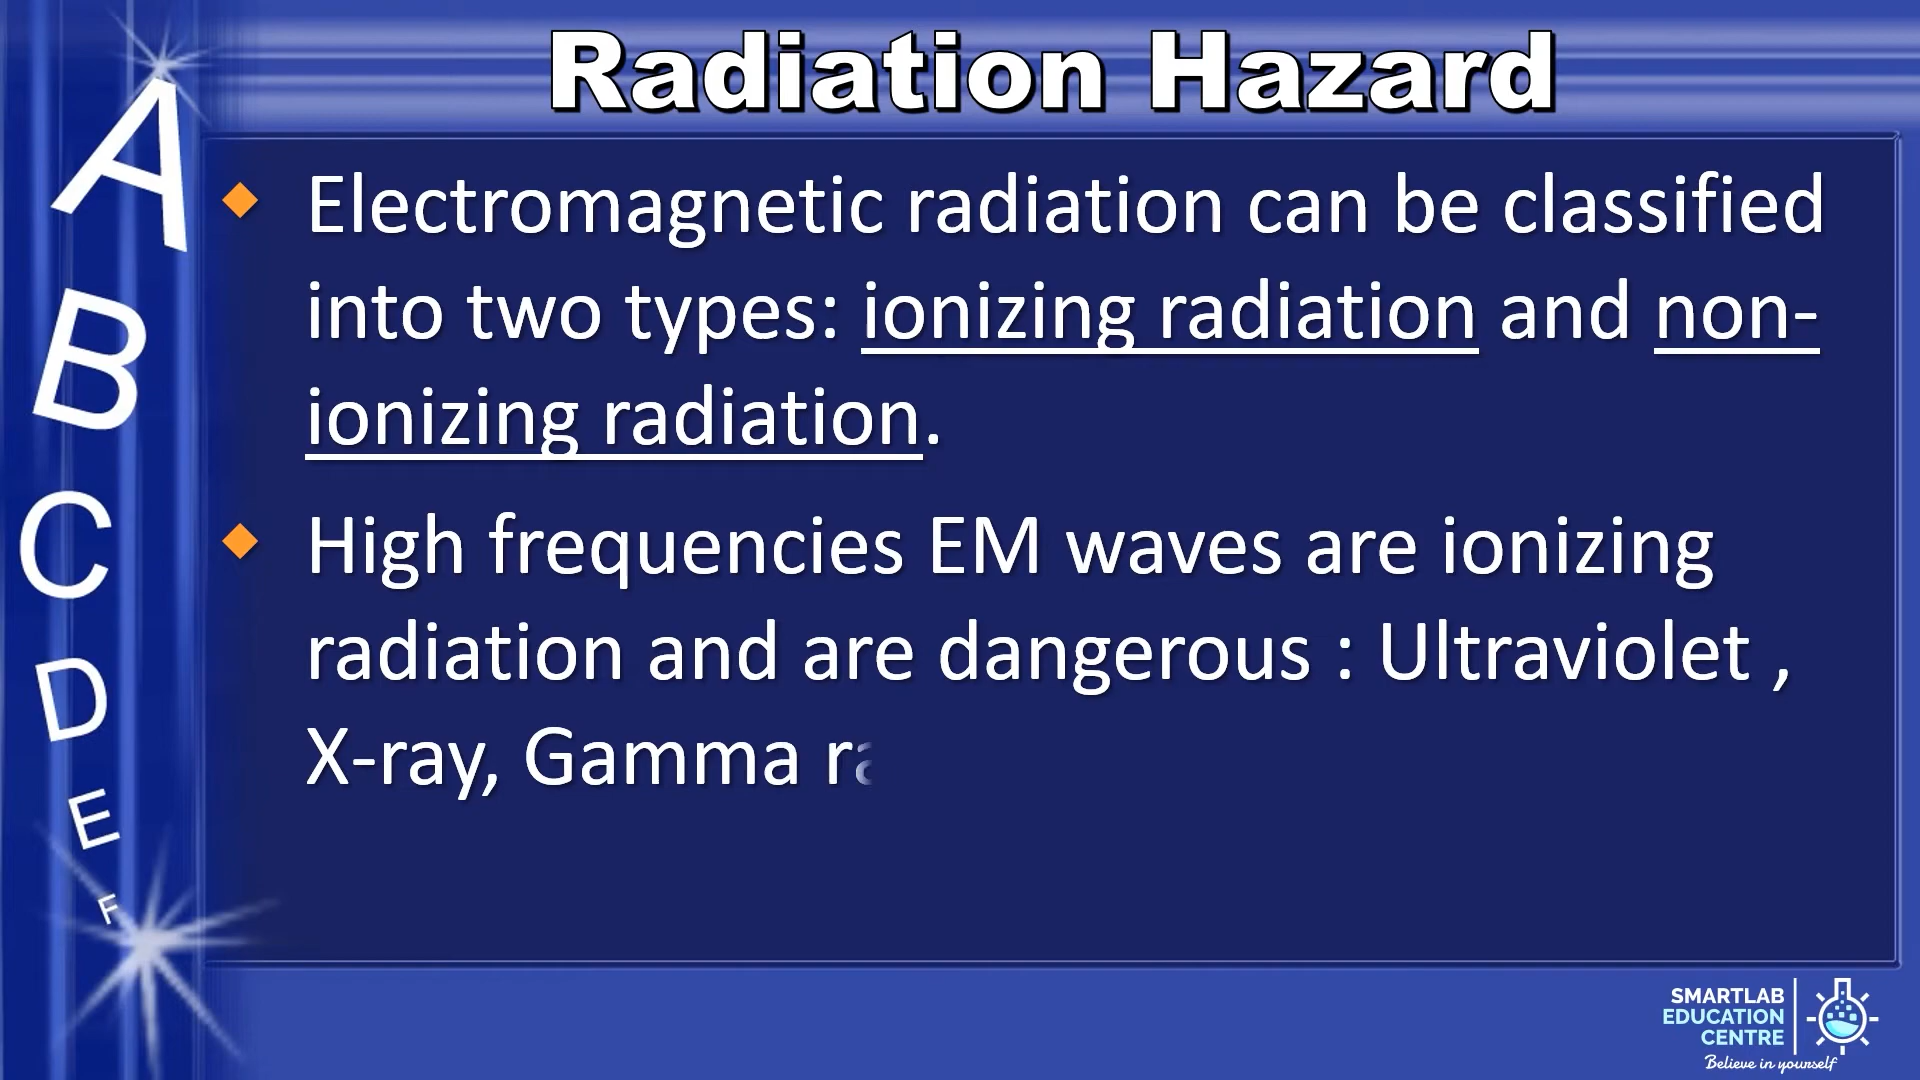 Radiation Hazard
Electromagnetic radiation can be classified
into two types: ionizing radiation and non-
ionizing radiation.
High frequencies EM waves are ionizing
radiation and are dangerous : Ultraviolet ,
X-ray, Gamma
A
B
C
D
E
F
SMARTLAB
EDUCATION
CENTRE
Believe in yourself